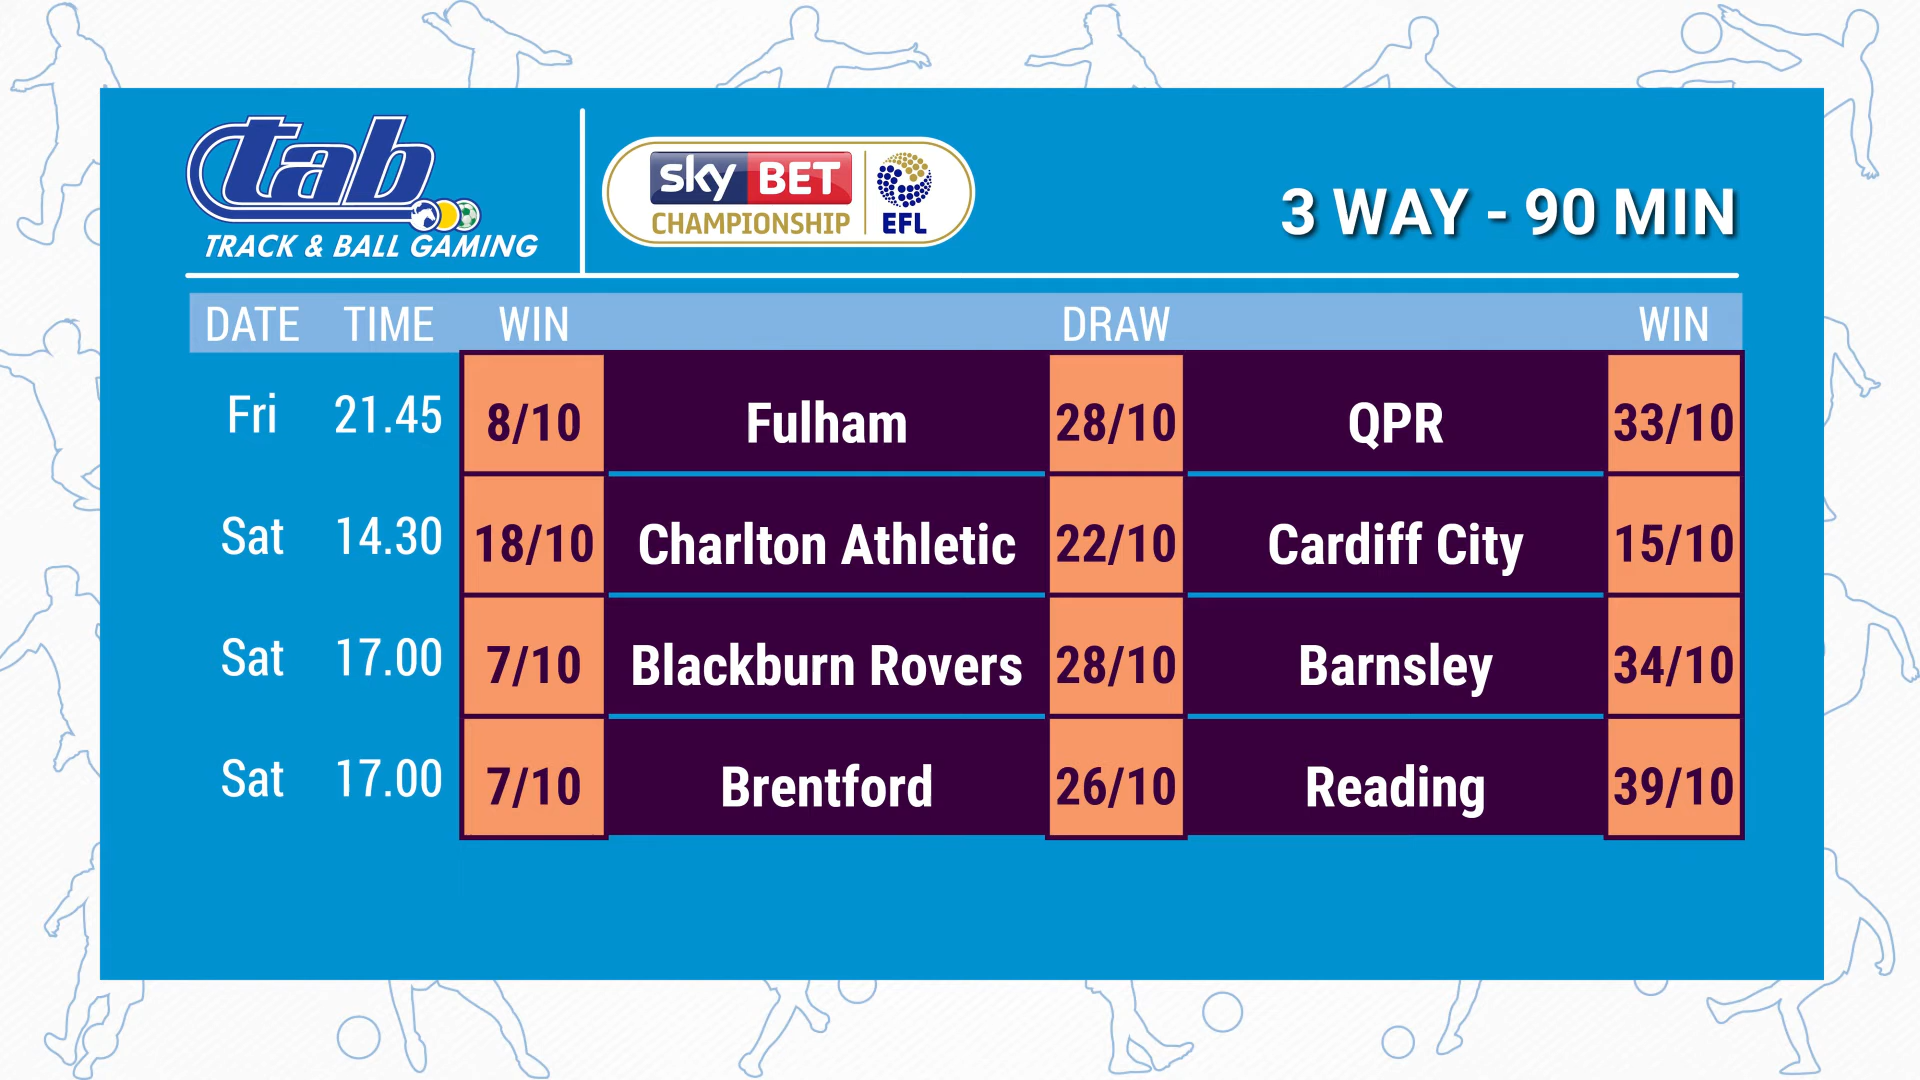 tab
TRACK & BALL GAMING
sky BET
CHAMPIONSHIP
EFL
3 WAY - 90 MIN
DATE TIME WIN DRAW WIN
Fri 21.45 8/10 Fulham 28/10 QPR 33/10
Sat 14.30 18/10 Charlton Athletic 22/10 Cardiff City 15/10
Sat 17.00 7/10 Blackburn Rovers 28/10 Barnsley 34/10
Sat 17.00 7/10 Brentford 26/10 Reading 39/10